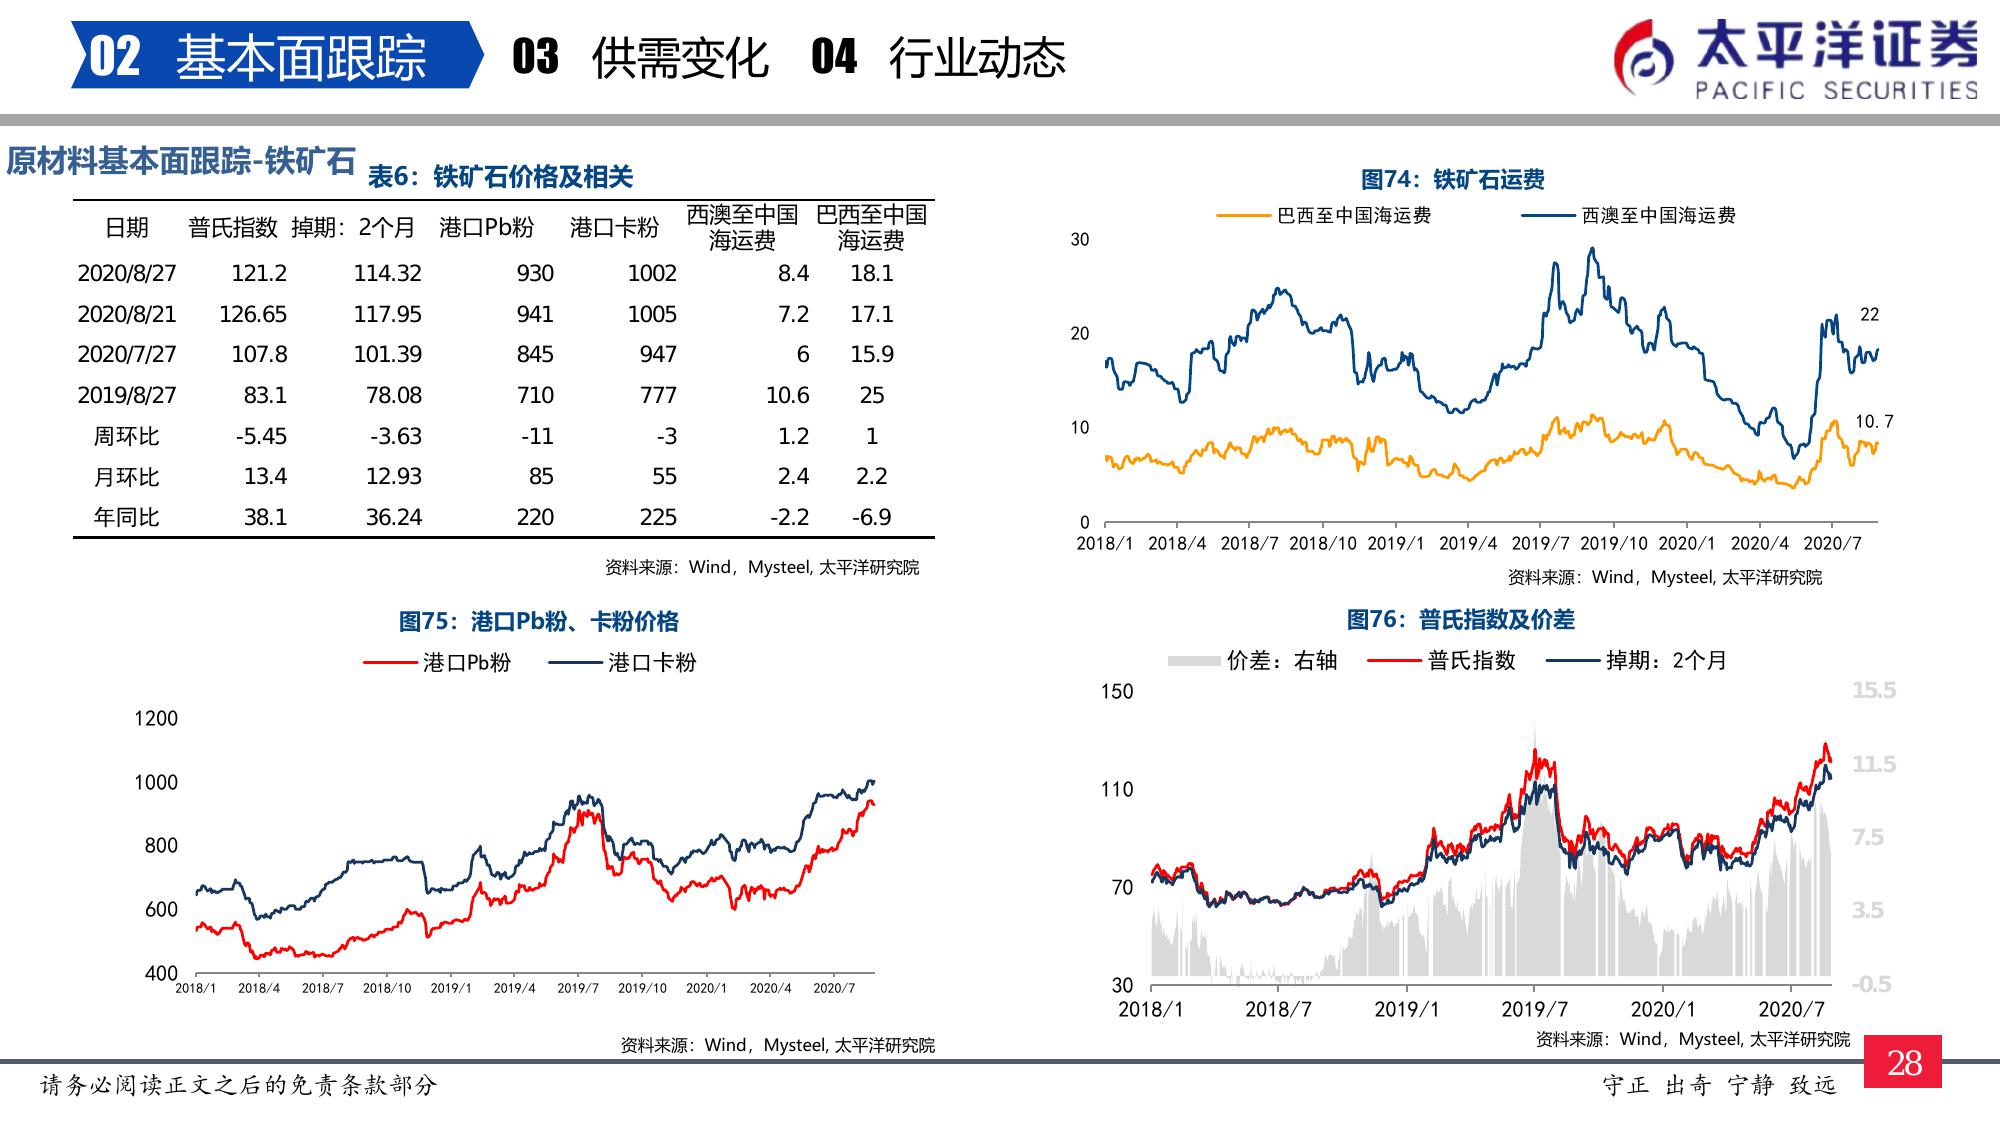 02 基本面跟踪 03 供需变化 04 行业动态
太平洋证券
PACIFIC SECURITIES
原材料基本面跟踪-铁矿石
表6：铁矿石价格及相关
日期 普氏指数 掉期：2个月 港口Pb粉 港口卡粉 西澳至中国海运费 巴西至中国海运费
2020/8/27 121.2 114.32 930 1002 8.4 18.1
2020/8/21 126.65 117.95 941 1005 7.2 17.1
2020/7/27 107.8 101.39 845 947 6 15.9
2019/8/27 83.1 78.08 710 777 10.6 25
周环比 -5.45 -3.63 -11 -3 1.2 1
月环比 13.4 12.93 85 55 2.4 2.2
年同比 38.1 36.24 220 225 -2.2 -6.9
资料来源：Wind，Mysteel, 太平洋研究院
图74：铁矿石运费
巴西至中国海运费 西澳至中国海运费
30
20
10
0
22
10.7
2018/1 2018/4 2018/7 2018/10 2019/1 2019/4 2019/7 2019/10 2020/1 2020/4 2020/7
资料来源：Wind，Mysteel, 太平洋研究院
图75：港口Pb粉、卡粉价格
港口Pb粉 港口卡粉
1200
1000
800
600
400
2018/1 2018/4 2018/7 2018/10 2019/1 2019/4 2019/7 2019/10 2020/1 2020/4 2020/7
资料来源：Wind，Mysteel, 太平洋研究院
图76：普氏指数及价差
价差：右轴 普氏指数 掉期：2个月
150 15.5
11.5
110
7.5
70
3.5
30 -0.5
2018/1 2018/7 2019/1 2019/7 2020/1 2020/7
资料来源：Wind，Mysteel, 太平洋研究院
请务必阅读正文之后的免责条款部分
守正 出奇 宁静 致远
28